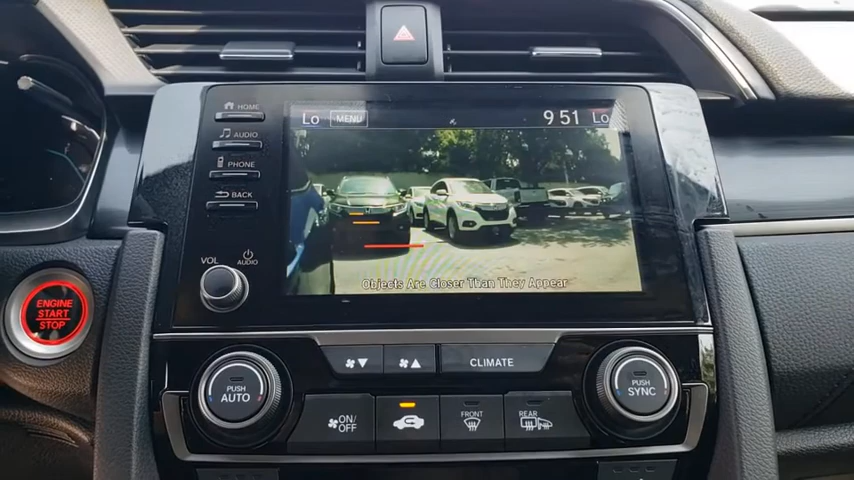 HOME
Lo
MENU
9:51
Lo
AUDIO
PHONE
BACK
VOL
AUDIO
Objects Are Closer Than They Appear
ENGINE
START
STOP
CLIMATE
PUSH
AUTO
PUSH
SYNC
ON/
OFF
FRONT
REAR